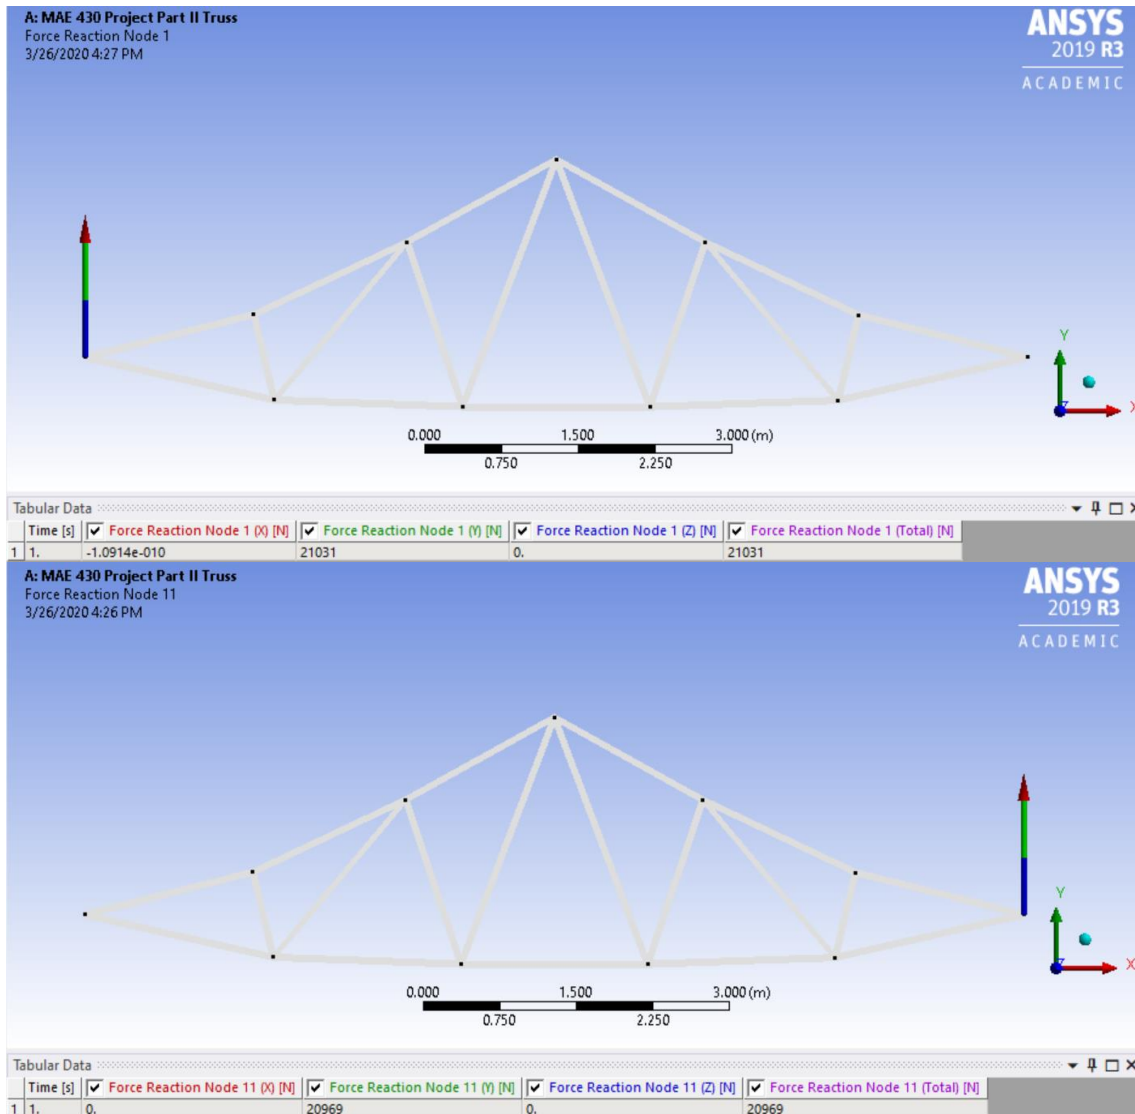 A: MAE 430 Project Part II Truss
Force Reaction Node 1
3/26/2020 4:27 PM
ANSYS
2019 R3
ACADEMIC
Y
X
Z
0.000 1.500 3.000 (m)
0.750 2.250
Tabular Data
Time [s] Force Reaction Node 1 (X) [N] Force Reaction Node 1 (Y) [N] Force Reaction Node 1 (Z) [N] Force Reaction Node 1 (Total) [N]
1 1. -1.0914e-010 21031 0. 21031
A: MAE 430 Project Part II Truss
Force Reaction Node 11
3/26/2020 4:26 PM
ANSYS
2019 R3
ACADEMIC
Y
X
Z
0.000 1.500 3.000 (m)
0.750 2.250
Tabular Data
Time [s] Force Reaction Node 11 (X) [N] Force Reaction Node 11 (Y) [N] Force Reaction Node 11 (Z) [N] Force Reaction Node 11 (Total) [N]
1 1. 0. 20969 0. 20969